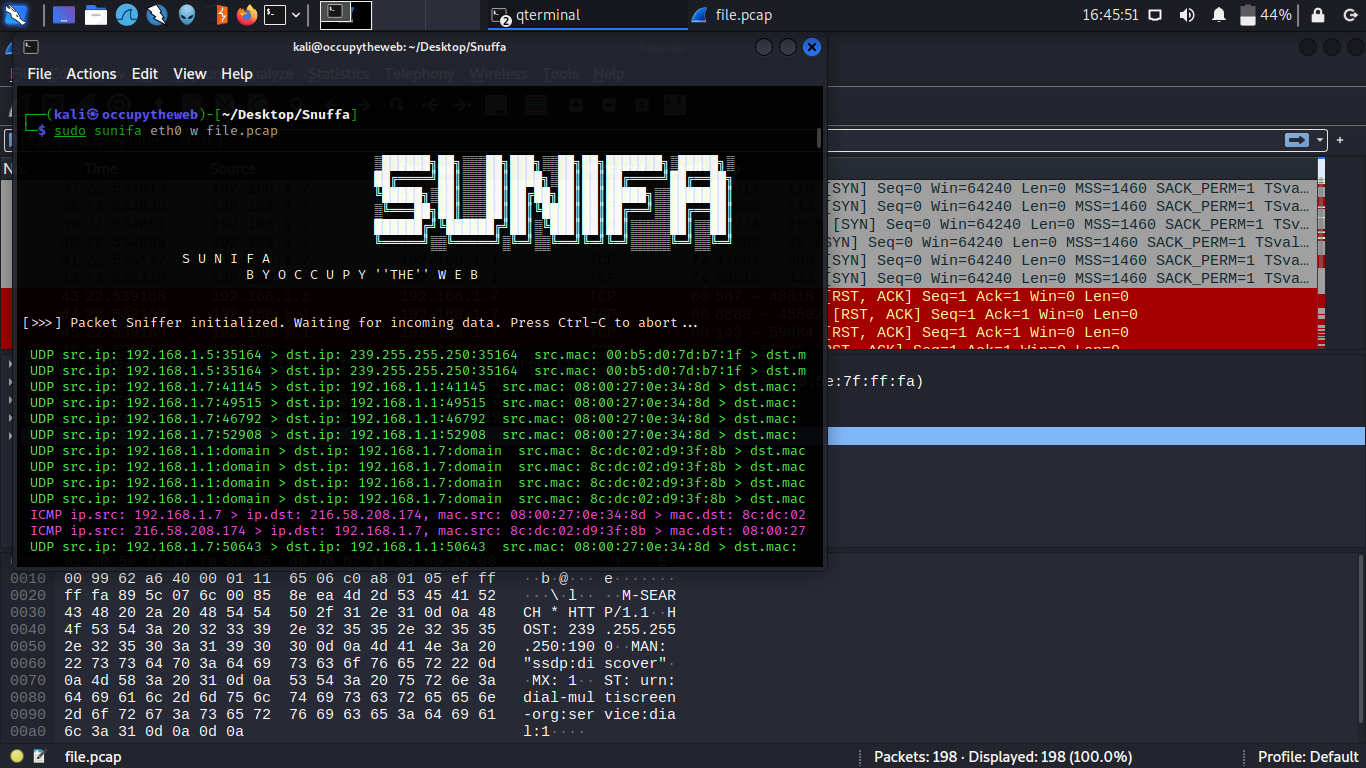 qterminal
2
file.pcap
16:45:51
44%
kali@occupytheweb: ~/Desktop/Snuffa
File Actions Edit View Help
Analyze Statistics Telephony Wireless Tools Help
┌──(kali㉿occupytheweb)-[~/Desktop/Snuffa]
└─$ sudo sunifa eth0 w file.pcap
No. Time Source
SUNIFA
S U N I F A
B Y O C C U P Y ''THE'' W E B
[>>>] Packet Sniffer initialized. Waiting for incoming data. Press Ctrl-C to abort...
UDP src.ip: 192.168.1.5:35164 > dst.ip: 239.255.255.250:35164 src.mac: 00:b5:d0:7d:b7:1f > dst.m
UDP src.ip: 192.168.1.5:35164 > dst.ip: 239.255.255.250:35164 src.mac: 00:b5:d0:7d:b7:1f > dst.m
UDP src.ip: 192.168.1.7:41145 > dst.ip: 192.168.1.1:41145 src.mac: 08:00:27:0e:34:8d > dst.mac:
UDP src.ip: 192.168.1.7:49515 > dst.ip: 192.168.1.1:49515 src.mac: 08:00:27:0e:34:8d > dst.mac:
UDP src.ip: 192.168.1.7:46792 > dst.ip: 192.168.1.1:46792 src.mac: 08:00:27:0e:34:8d > dst.mac:
UDP src.ip: 192.168.1.7:52908 > dst.ip: 192.168.1.1:52908 src.mac: 08:00:27:0e:34:8d > dst.mac:
UDP src.ip: 192.168.1.1:domain > dst.ip: 192.168.1.7:domain src.mac: 8c:dc:02:d9:3f:8b > dst.mac
UDP src.ip: 192.168.1.1:domain > dst.ip: 192.168.1.7:domain src.mac: 8c:dc:02:d9:3f:8b > dst.mac
UDP src.ip: 192.168.1.1:domain > dst.ip: 192.168.1.7:domain src.mac: 8c:dc:02:d9:3f:8b > dst.mac
UDP src.ip: 192.168.1.1:domain > dst.ip: 192.168.1.7:domain src.mac: 8c:dc:02:d9:3f:8b > dst.mac
ICMP ip.src: 192.168.1.7 > ip.dst: 216.58.208.174, mac.src: 08:00:27:0e:34:8d > mac.dst: 8c:dc:02
ICMP ip.src: 216.58.208.174 > ip.dst: 192.168.1.7, mac.src: 8c:dc:02:d9:3f:8b > mac.dst: 08:00:27
UDP src.ip: 192.168.1.7:50643 > dst.ip: 192.168.1.1:50643 src.mac: 08:00:27:0e:34:8d > dst.mac:
[SYN] Seq=0 Win=64240 Len=0 MSS=1460 SACK_PERM=1 TSva…
[SYN] Seq=0 Win=64240 Len=0 MSS=1460 SACK_PERM=1 TSva…
[SYN] Seq=0 Win=64240 Len=0 MSS=1460 SACK_PERM=1 TSv…
SYN] Seq=0 Win=64240 Len=0 MSS=1460 SACK_PERM=1 TSval…
[SYN] Seq=0 Win=64240 Len=0 MSS=1460 SACK_PERM=1 TSva…
[SYN] Seq=0 Win=64240 Len=0 MSS=1460 SACK_PERM=1 TSva…
[RST, ACK] Seq=1 Ack=1 Win=0 Len=0
[RST, ACK] Seq=1 Ack=1 Win=0 Len=0
[RST, ACK] Seq=1 Ack=1 Win=0 Len=0
e:7f:ff:fa)
0010 00 99 62 a6 40 00 01 11 65 06 c0 a8 01 05 ef ff ··b·@··· e·······
0020 ff fa 89 5c 07 6c 00 85 8e ea 4d 2d 53 45 41 52 ···\·l·· ··M-SEAR
0030 43 48 20 2a 20 48 54 54 50 2f 31 2e 31 0d 0a 48 CH * HTT P/1.1··H
0040 4f 53 54 3a 20 32 33 39 2e 32 35 35 2e 32 35 35 OST: 239 .255.255
0050 2e 32 35 30 3a 31 39 30 30 0d 0a 4d 41 4e 3a 20 .250:190 0··MAN:
0060 22 73 73 64 70 3a 64 69 73 63 6f 76 65 72 22 0d "ssdp:di scover"·
0070 0a 4d 58 3a 20 31 0d 0a 53 54 3a 20 75 72 6e 3a ·MX: 1·· ST: urn:
0080 64 69 61 6c 2d 6d 75 6c 74 69 73 63 72 65 65 6e dial-mul tiscreen
0090 2d 6f 72 67 3a 73 65 72 76 69 63 65 3a 64 69 61 -org:ser vice:dia
00a0 6c 3a 31 0d 0a 0d 0a l:1····
file.pcap
Packets: 198 · Displayed: 198 (100.0%)
Profile: Default